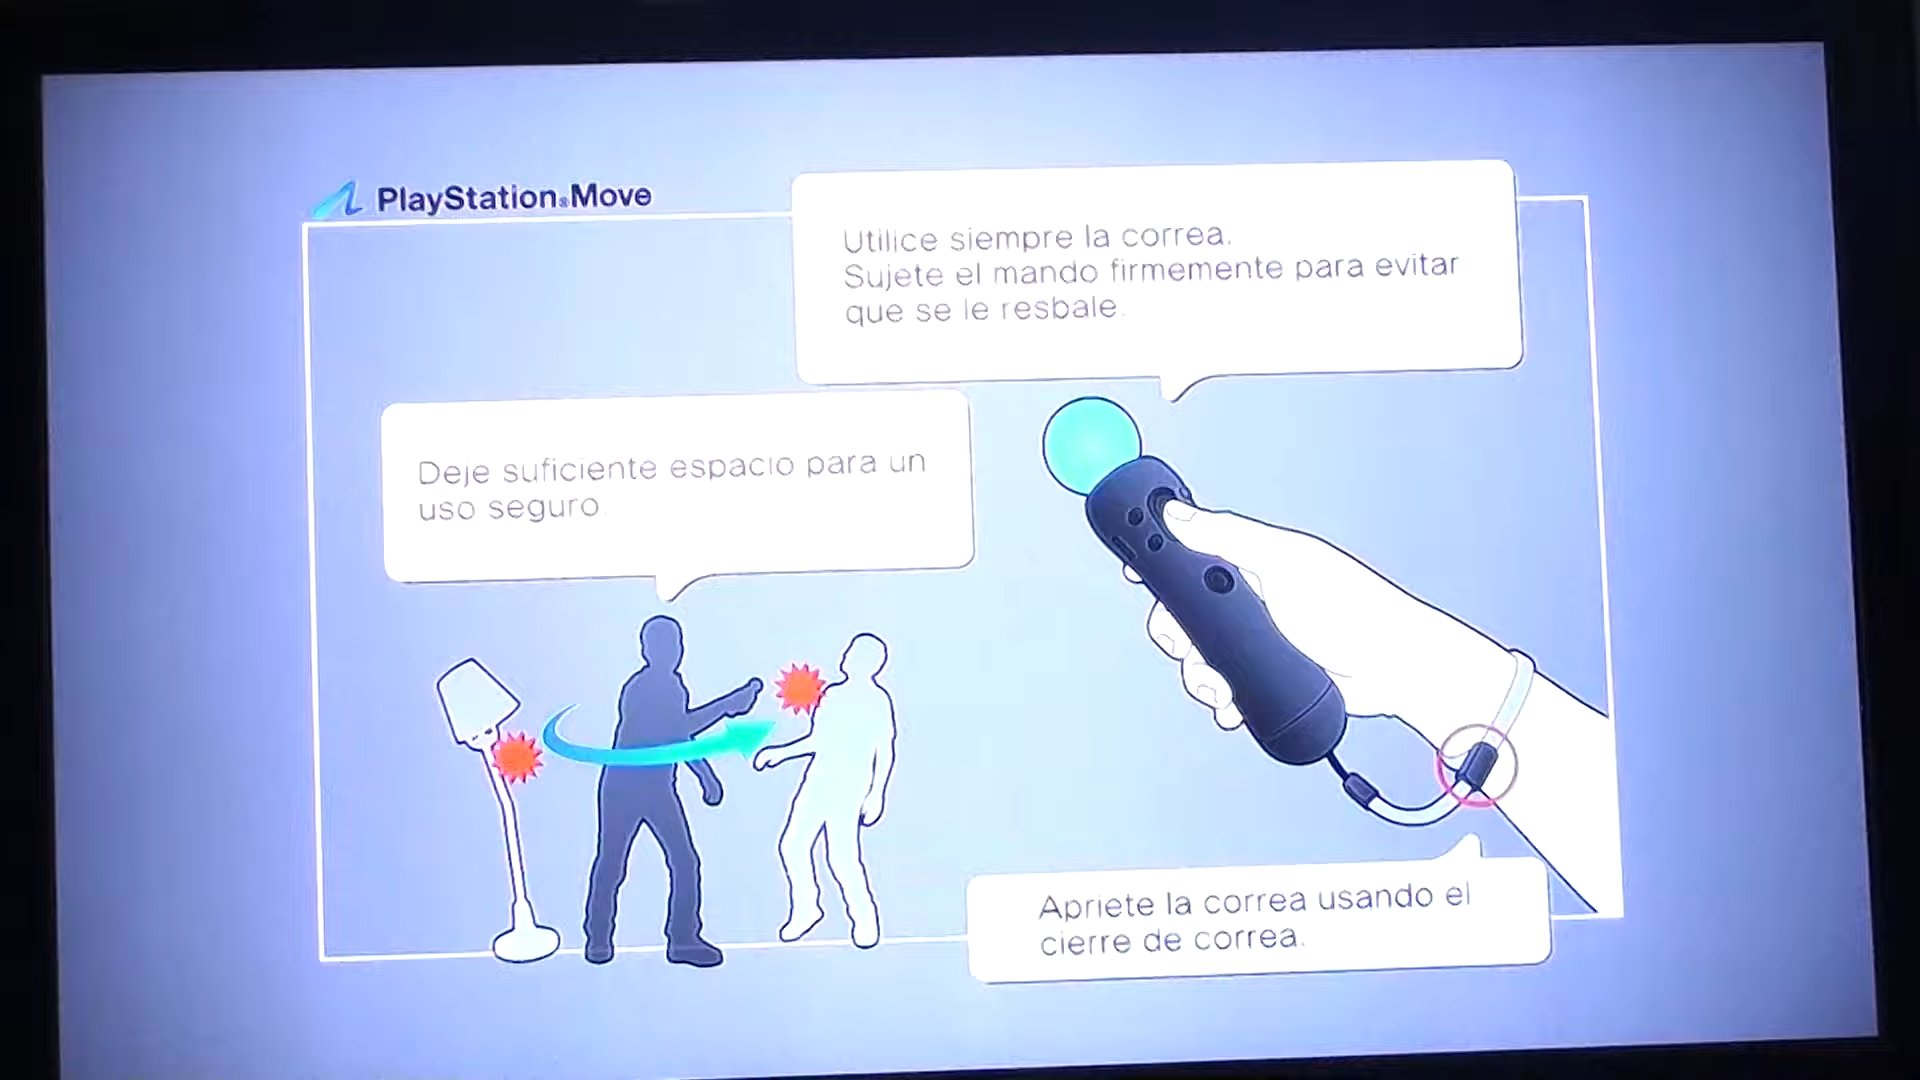 PlayStation®Move
Utilice siempre la correa.
Sujete el mando firmemente para evitar
que se le resbale.
Deje suficiente espacio para un
uso seguro.
Apriete la correa usando el
cierre de correa.